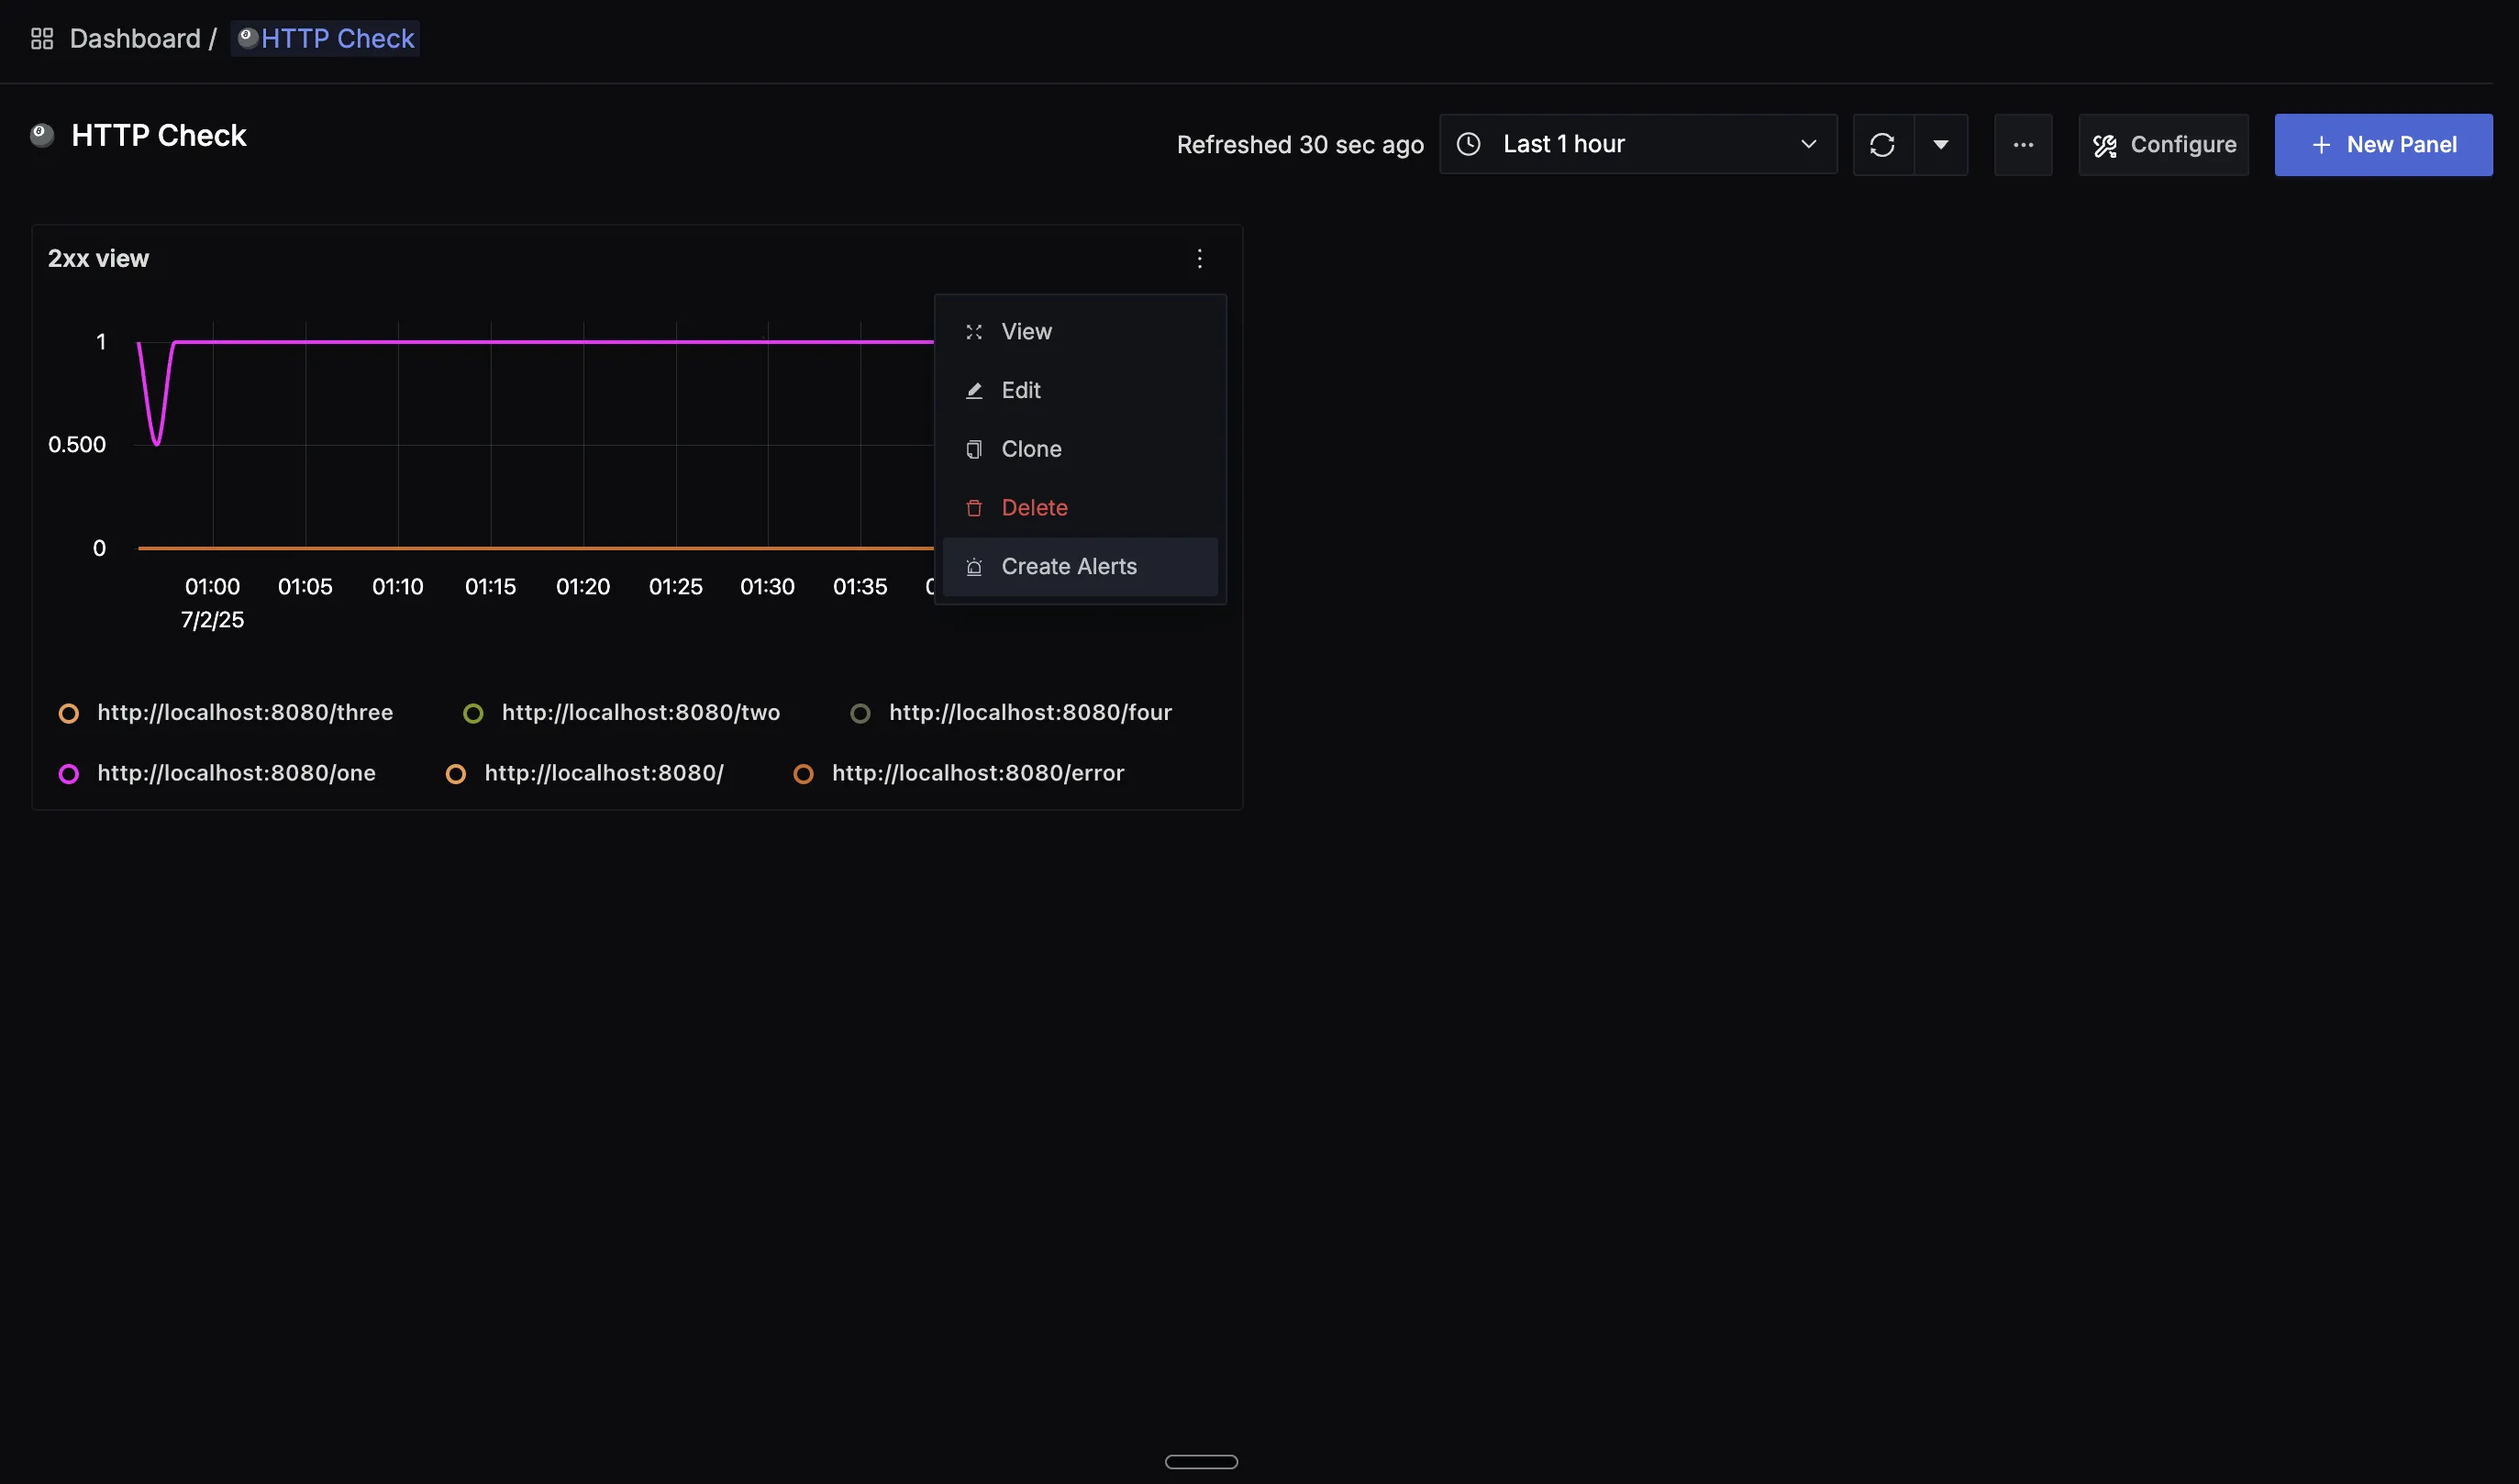 Dashboard / HTTP Check
HTTP Check
Refreshed 30 sec ago
Last 1 hour
Configure
+ New Panel
2xx view
View
Edit
Clone
Delete
Create Alerts
1
0.500
0
01:00 01:05 01:10 01:15 01:20 01:25 01:30 01:35
7/2/25
http://localhost:8080/three http://localhost:8080/two http://localhost:8080/four
http://localhost:8080/one http://localhost:8080/ http://localhost:8080/error